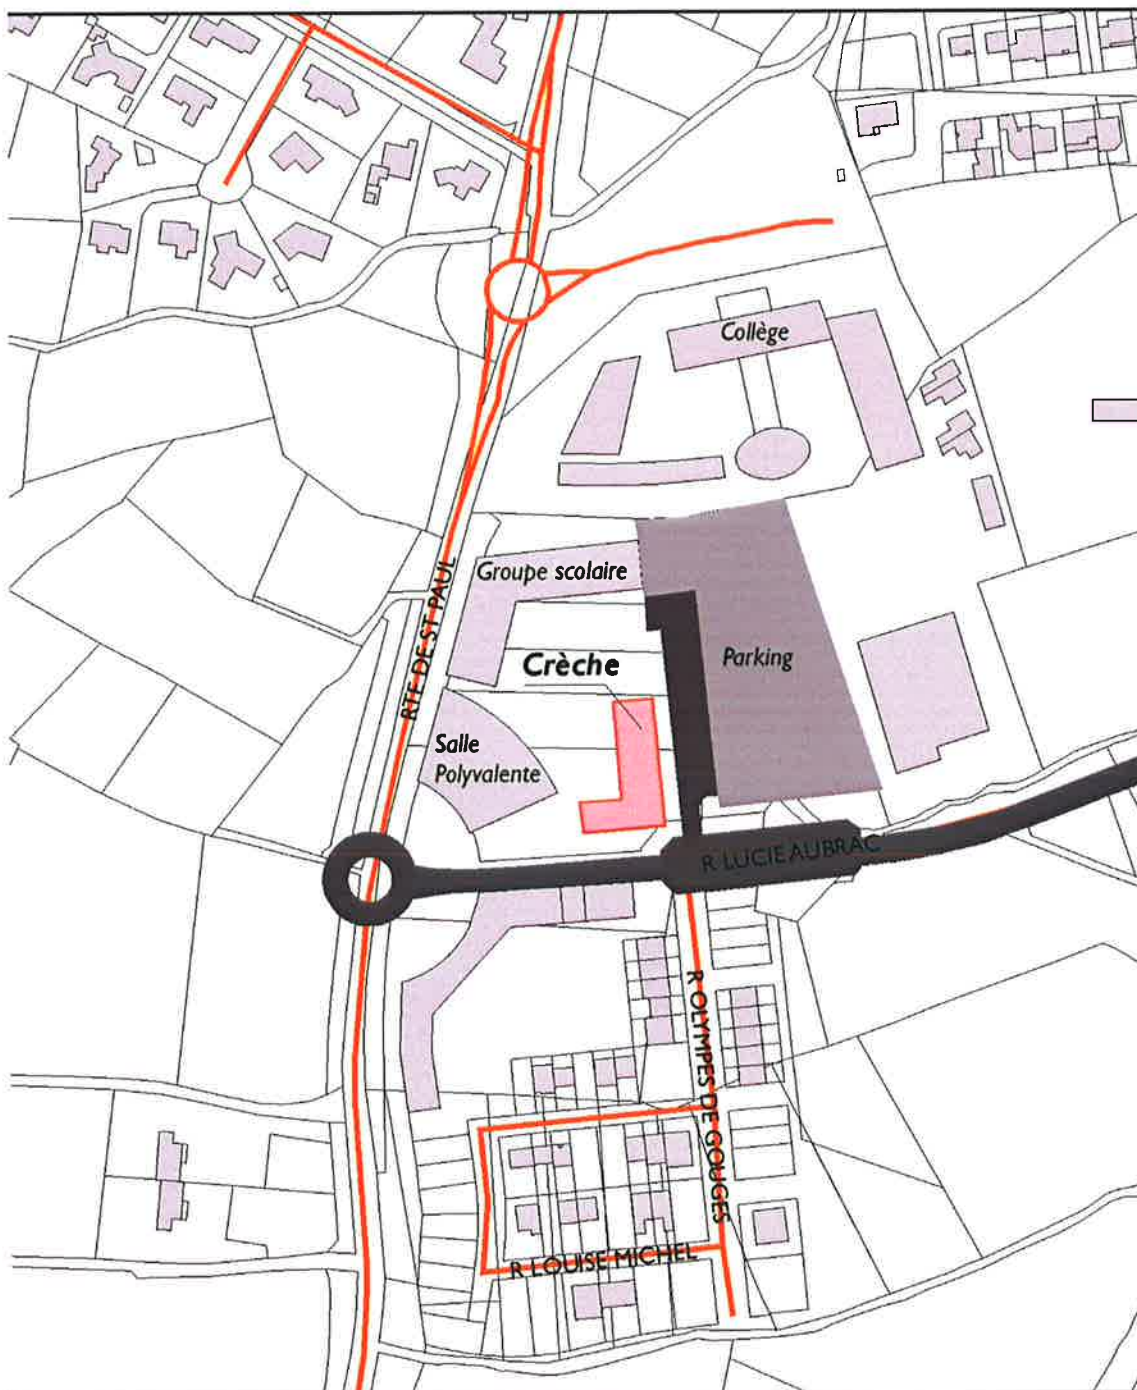 Collège
Groupe scolaire
RTE DE ST PAUL
Crèche
Parking
Salle
Polyvalente
R LUCIE AUBRAC
R OLYMPES DE GOUGES
R LOUISE MICHEL